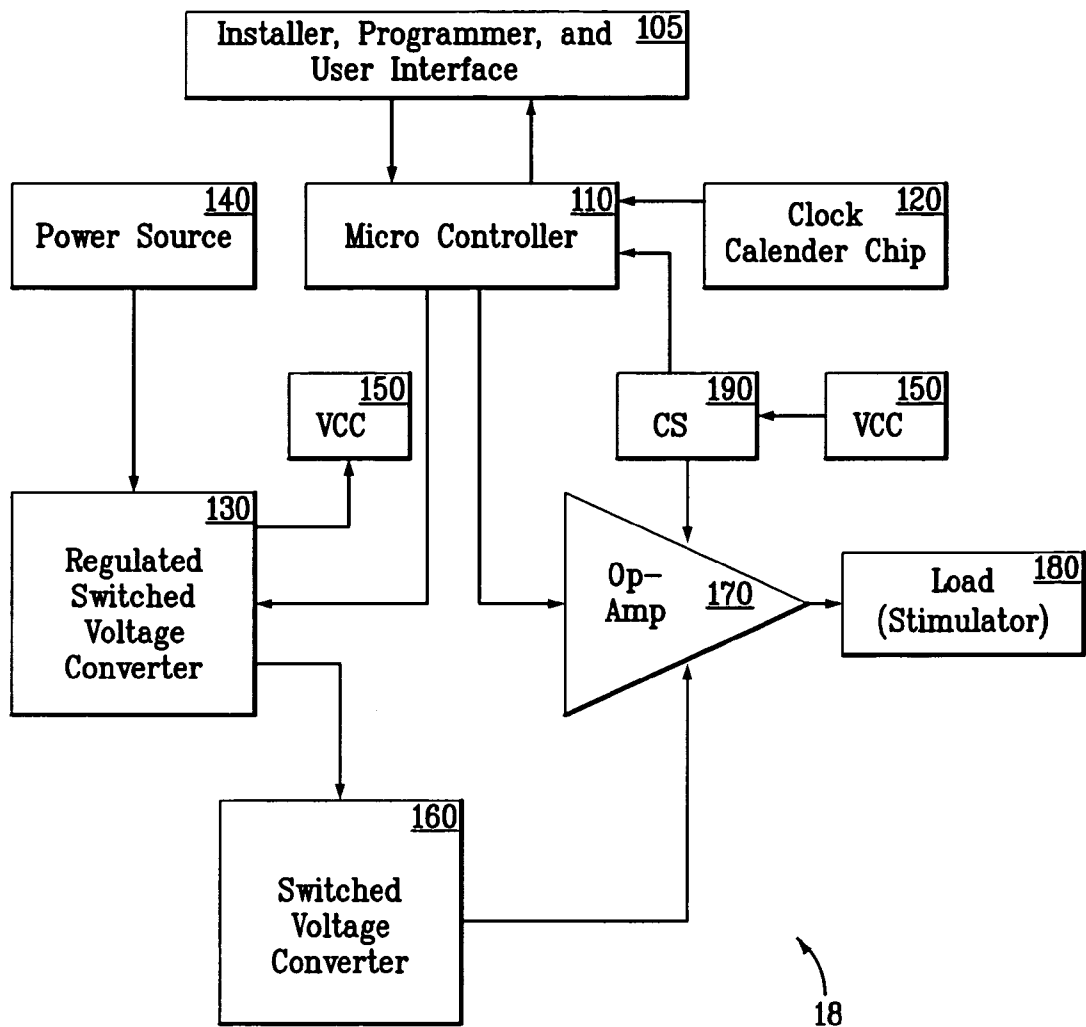 Installer, Programmer, and 105
User Interface
140
Power Source
110
Micro Controller
120
Clock
Calender Chip
150
VCC
190
CS
150
VCC
130
Regulated
Switched
Voltage
Converter
Op-
Amp
170
180
Load
(Stimulator)
160
Switched
Voltage
Converter
18